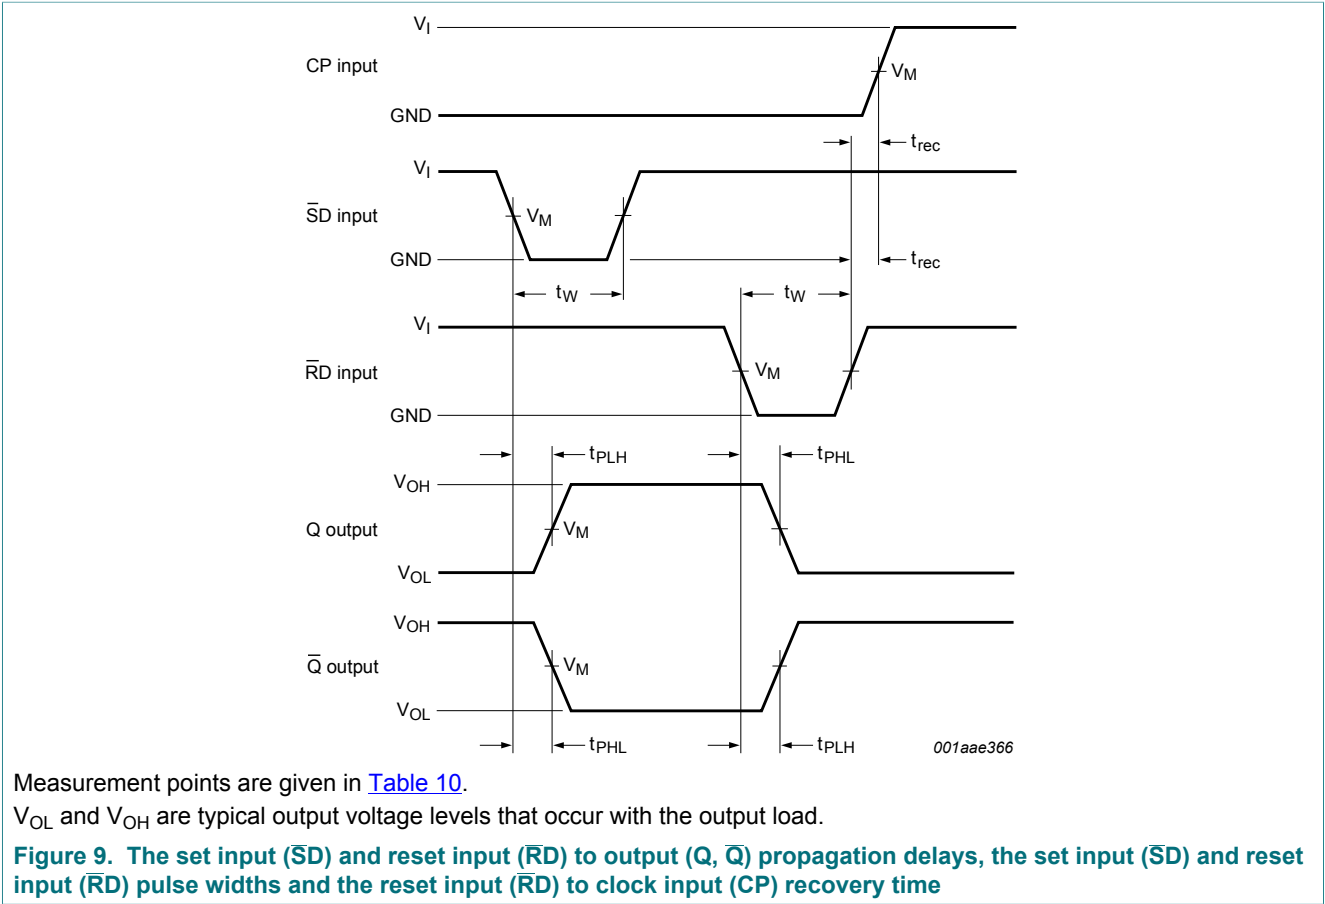 V_I
CP input
V_M
GND
t_rec
V_I
S̅D input
V_M
GND
t_rec
t_W
t_W
V_I
R̅D input
V_M
GND
t_PLH
t_PHL
V_OH
Q output
V_M
V_OL
V_OH
Q̅ output
V_M
V_OL
t_PHL
t_PLH
001aae366
Measurement points are given in Table 10.
V_OL and V_OH are typical output voltage levels that occur with the output load.
Figure 9. The set input (S̅D) and reset input (R̅D) to output (Q, Q̅) propagation delays, the set input (S̅D) and reset
input (R̅D) pulse widths and the reset input (R̅D) to clock input (CP) recovery time